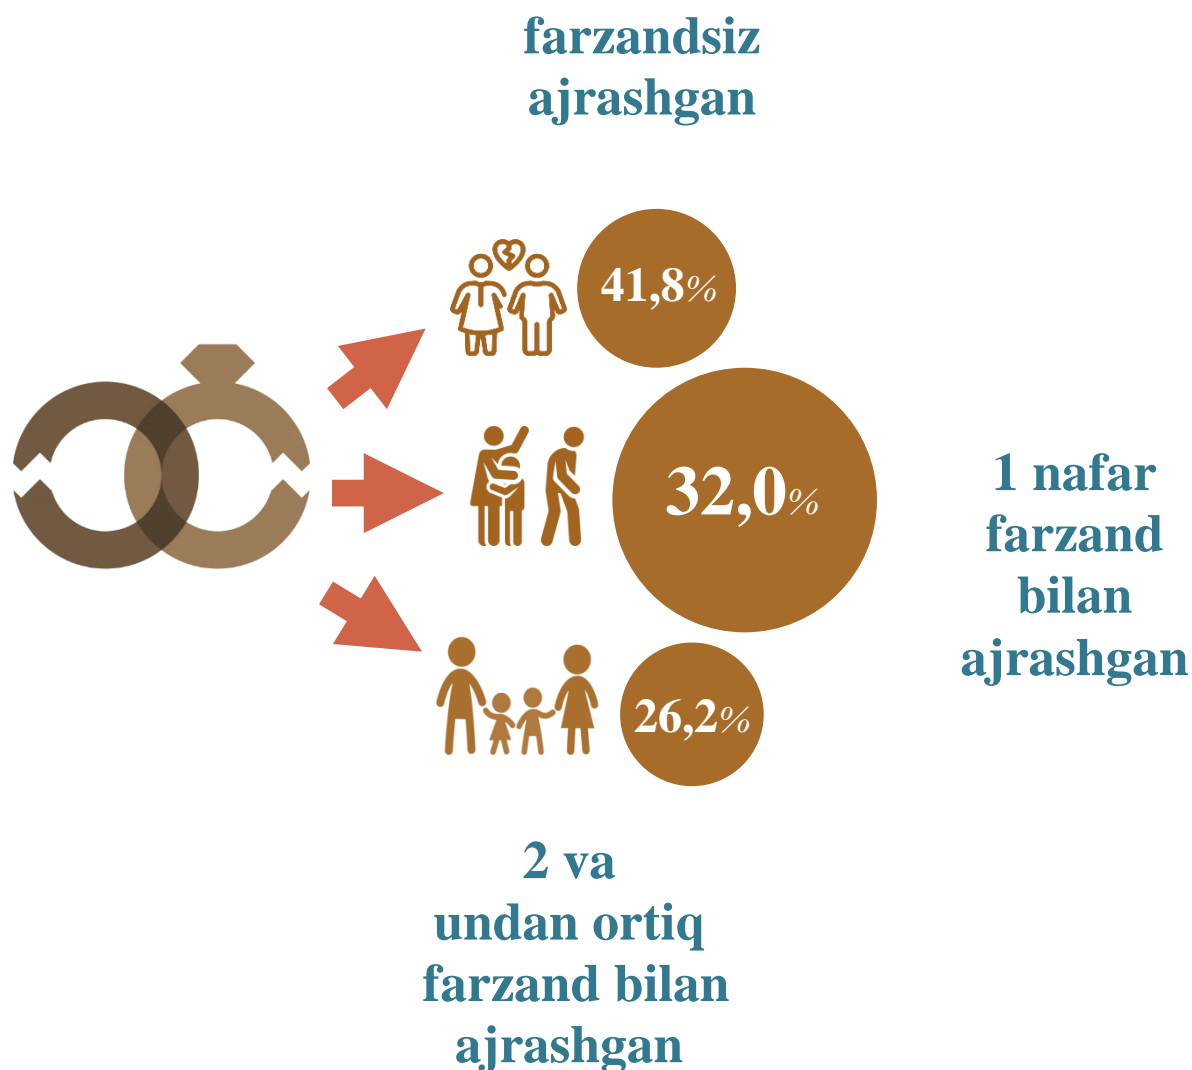 farzandsiz
ajrashgan
41,8%
32,0%
1 nafar
farzand
bilan
ajrashgan
26,2%
2 va
undan ortiq
farzand bilan
ajrashgan